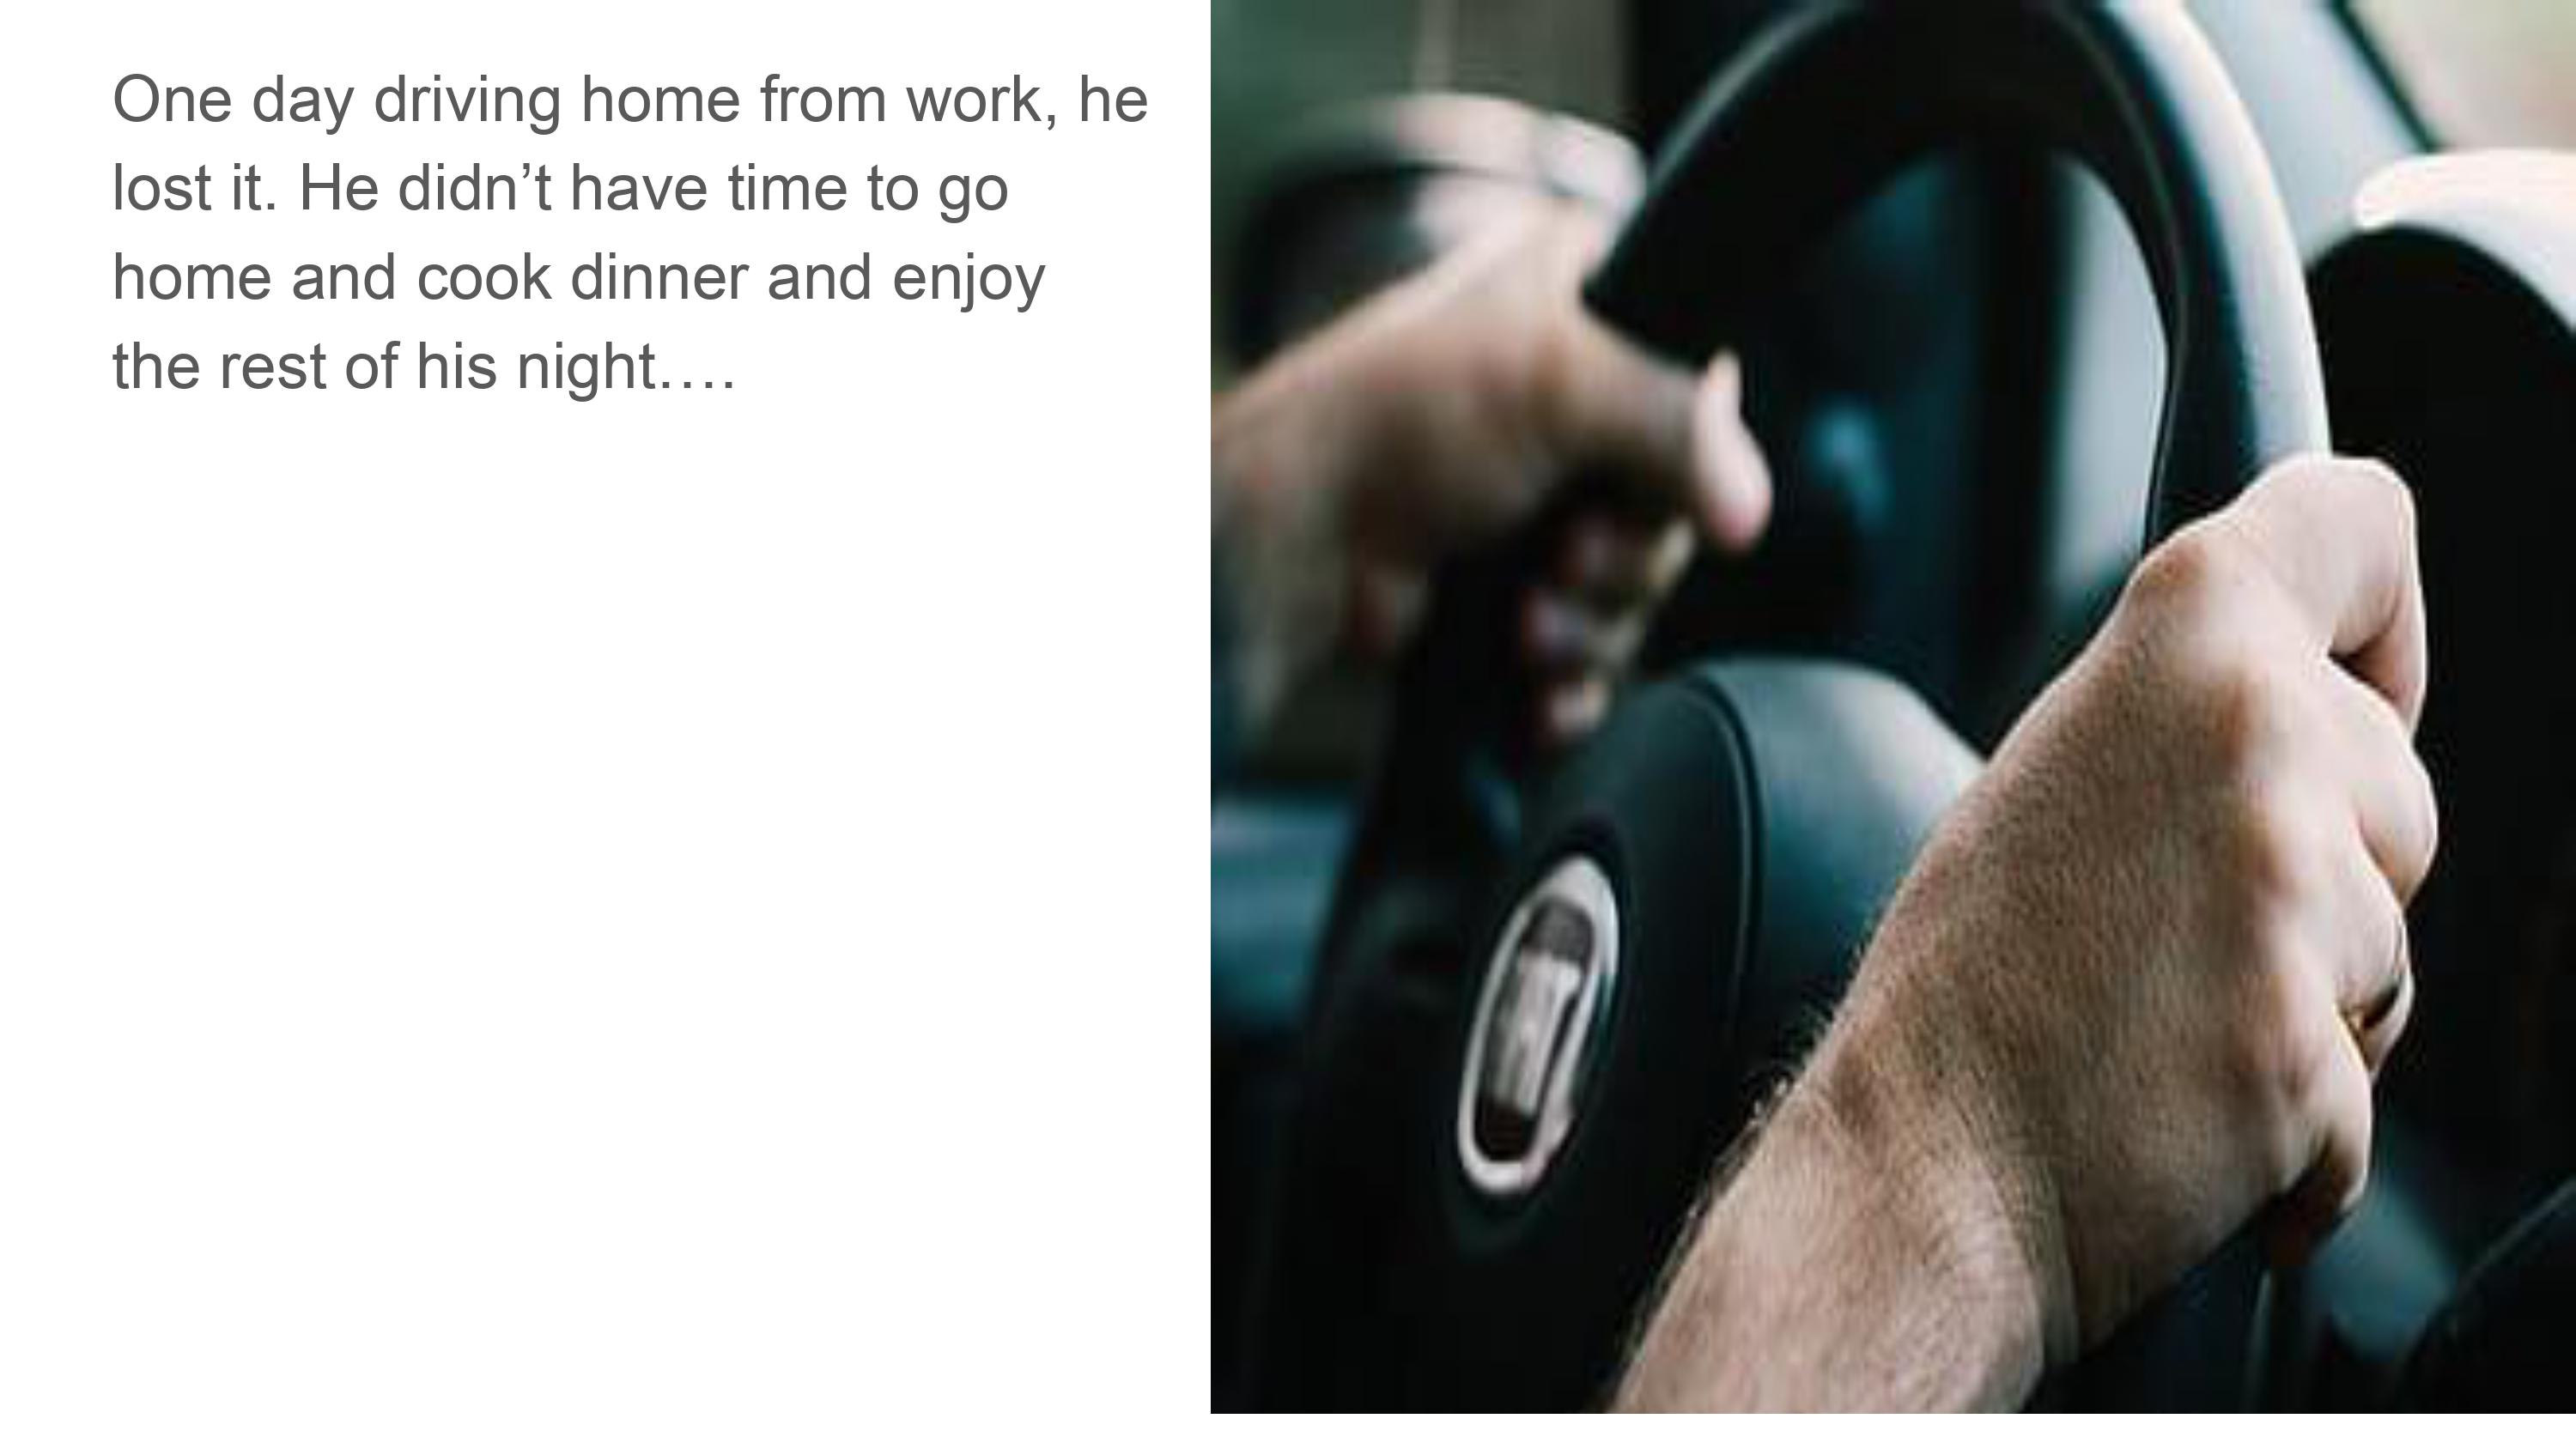 One day driving home from work, he
lost it. He didn’t have time to go
home and cook dinner and enjoy
the rest of his night….